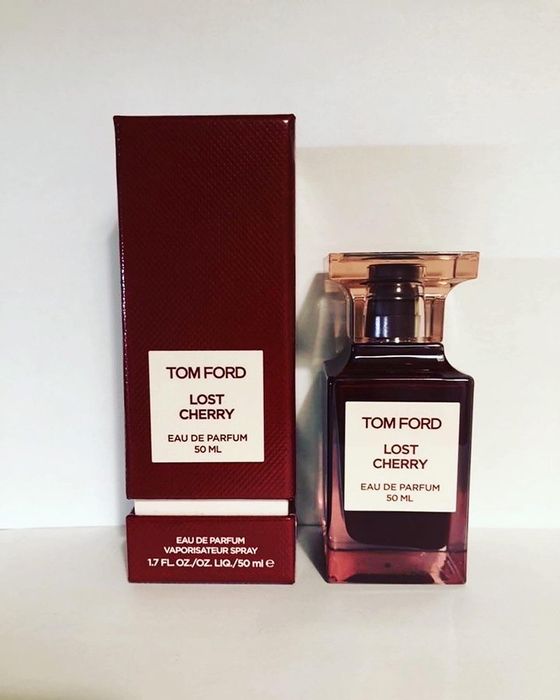 TOM FORD
LOST
CHERRY
EAU DE PARFUM
50 ML
EAU DE PARFUM
VAPORISATEUR SPRAY
1.7 FL. OZ./OZ. LIQ./50 ml e
TOM FORD
LOST
CHERRY
EAU DE PARFUM
50 ML